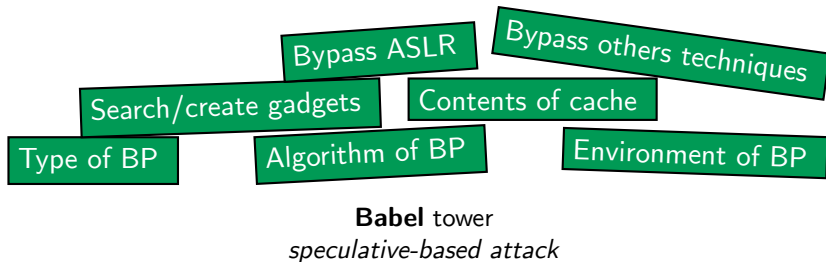 Bypass ASLR
Bypass others techniques
Search/create gadgets
Contents of cache
Type of BP
Algorithm of BP
Environment of BP
Babel tower
speculative-based attack